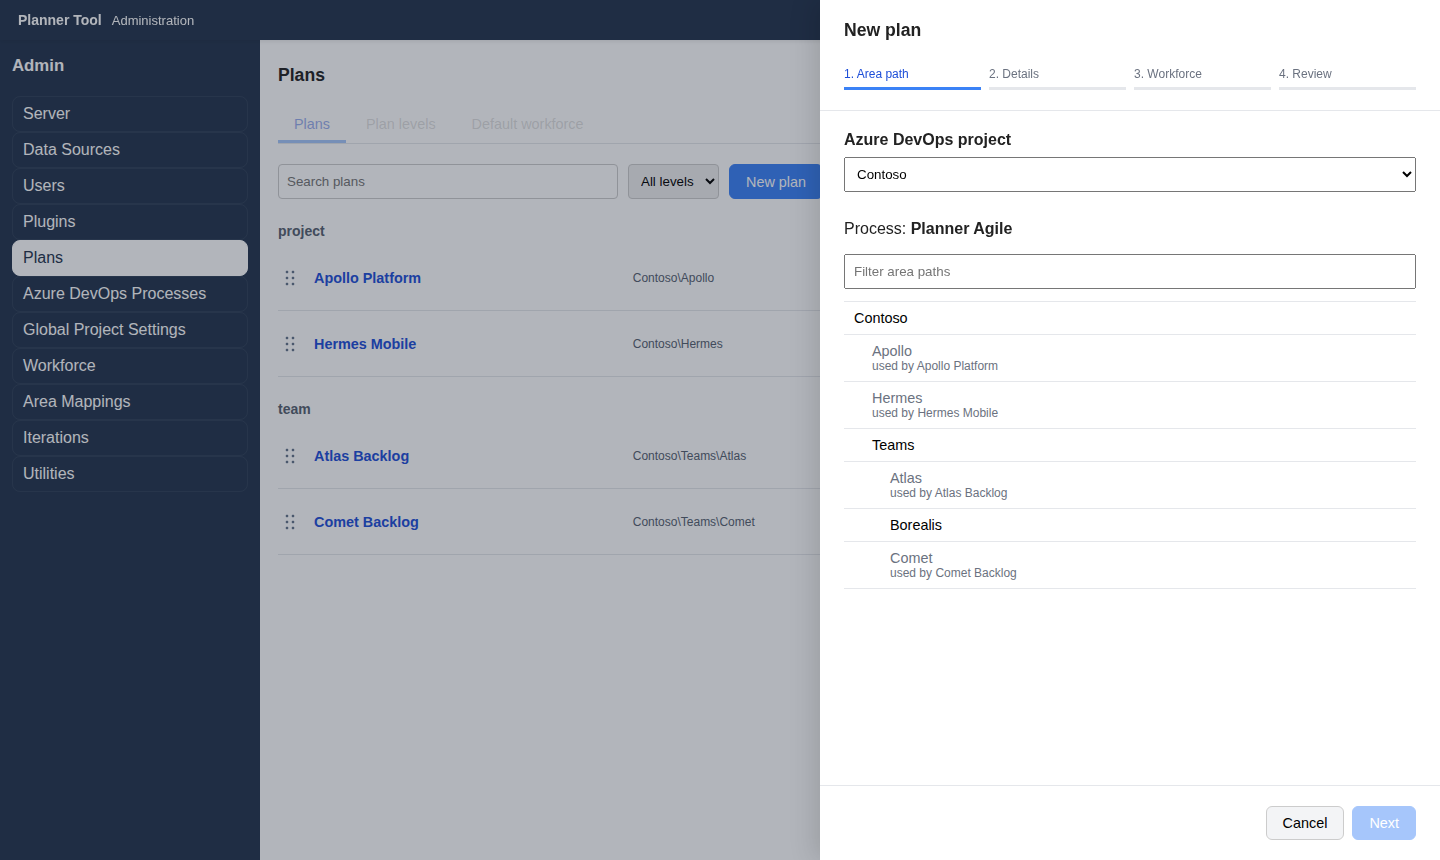 Planner Tool Administration
Admin
Server
Data Sources
Users
Plugins
Plans
Azure DevOps Processes
Global Project Settings
Workforce
Area Mappings
Iterations
Utilities
Plans
Plans Plan levels Default workforce
Search plans All levels New plan
project
Apollo Platform Contoso\Apollo
Hermes Mobile Contoso\Hermes
team
Atlas Backlog Contoso\Teams\Atlas
Comet Backlog Contoso\Teams\Comet
New plan
1. Area path 2. Details 3. Workforce 4. Review
Azure DevOps project
Contoso
Process: Planner Agile
Filter area paths
Contoso
Apollo
used by Apollo Platform
Hermes
used by Hermes Mobile
Teams
Atlas
used by Atlas Backlog
Borealis
Comet
used by Comet Backlog
Cancel Next